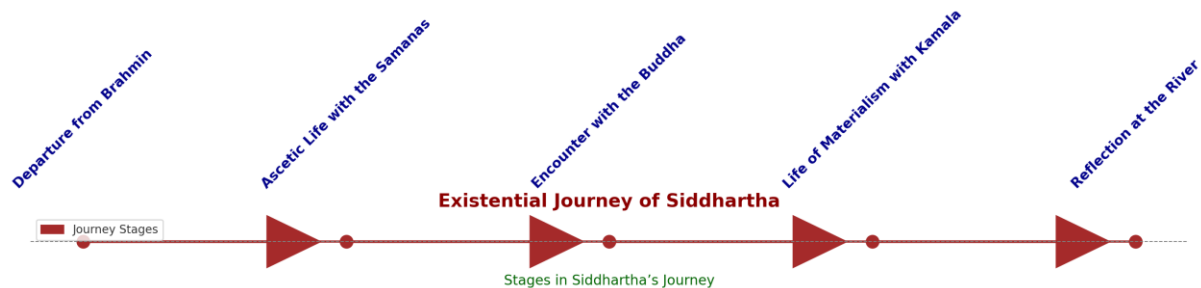 Departure from Brahmin
Ascetic Life with the Samanas
Encounter with the Buddha
Life of Materialism with Kamala
Reflection at the River
Existential Journey of Siddhartha
Journey Stages
Stages in Siddhartha’s Journey